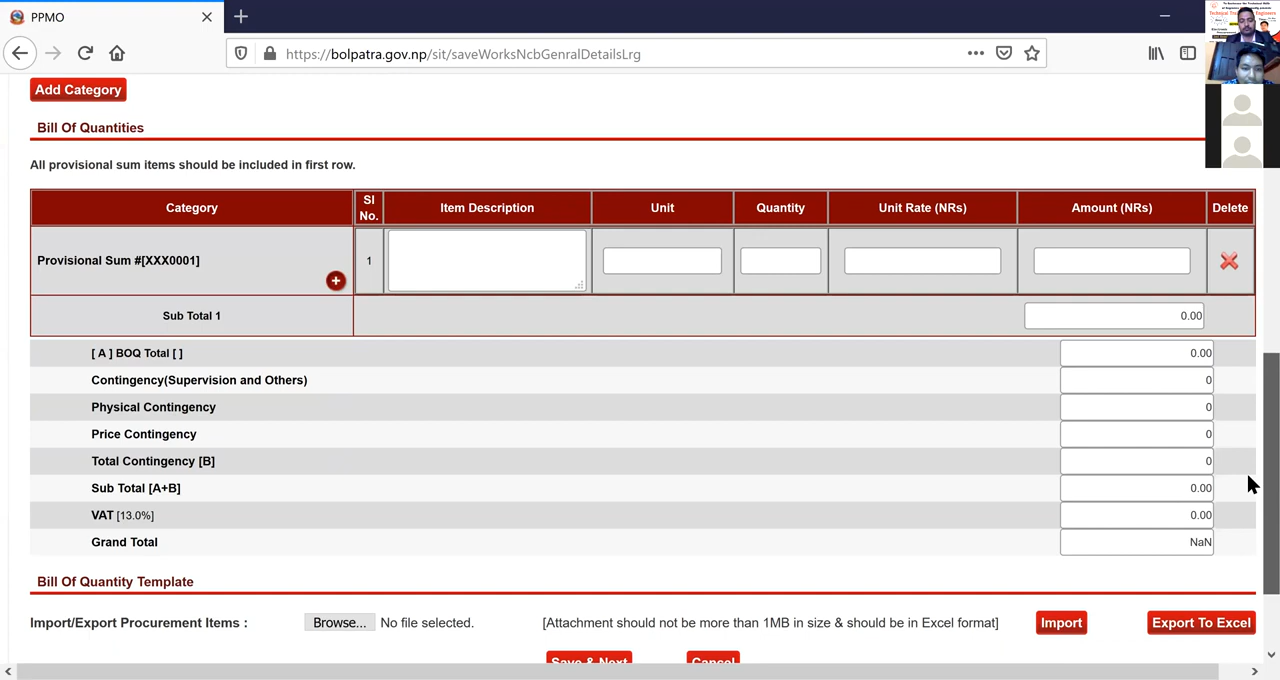 PPMO
https://bolpatra.gov.np/sit/saveWorksNcbGenralDetailsLrg
Add Category
Bill Of Quantities
All provisional sum items should be included in first row.
Category Sl No. Item Description Unit Quantity Unit Rate (NRs) Amount (NRs) Delete
Provisional Sum #[XXX0001] 1
Sub Total 1 0.00
[ A ] BOQ Total [ ] 0.00
Contingency(Supervision and Others) 0
Physical Contingency 0
Price Contingency 0
Total Contingency [B] 0
Sub Total [A+B] 0.00
VAT [13.0%] 0.00
Grand Total NaN
Bill Of Quantity Template
Import/Export Procurement Items : Browse... No file selected. [Attachment should not be more than 1MB in size & should be in Excel format] Import Export To Excel
Save & Next Cancel